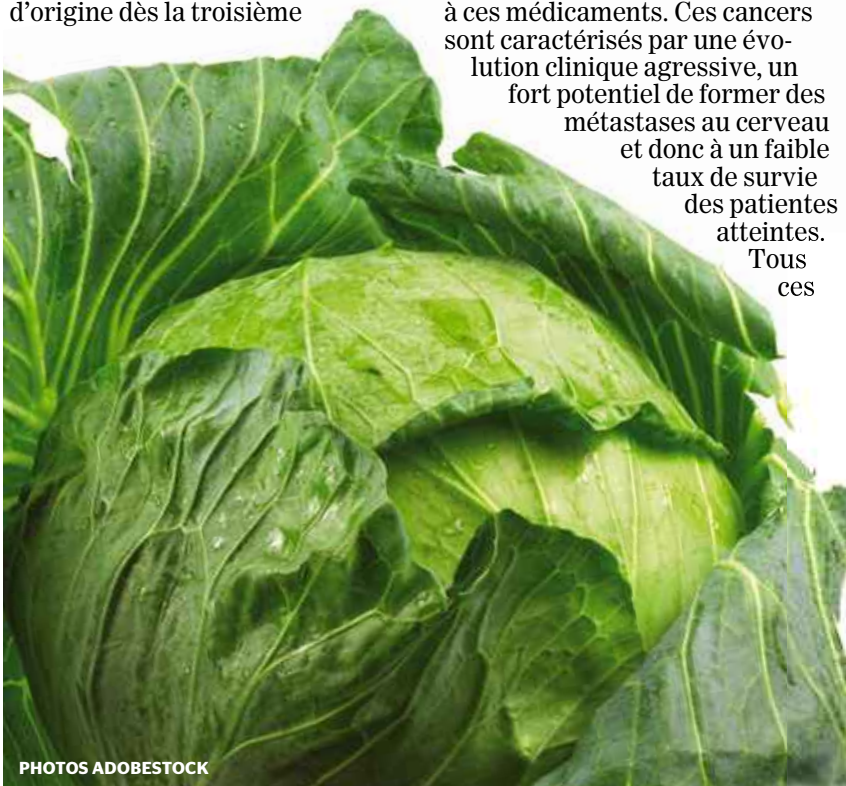 d’origine dès la troisième
à ces médicaments. Ces cancers
sont caractérisés par une évo-
lution clinique agressive, un
fort potentiel de former des
métastases au cerveau
et donc à un faible
taux de survie
des patientes
atteintes.
Tous
ces
PHOTOS ADOBESTOCK